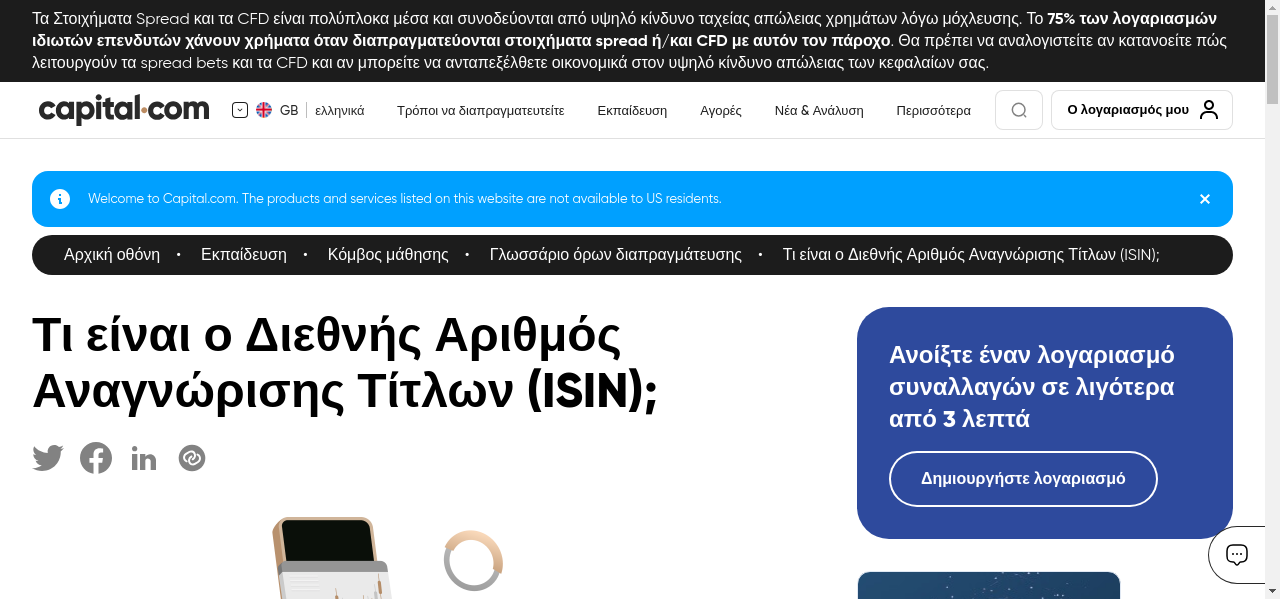 Τα Στοιχήματα Spread και τα CFD είναι πολύπλοκα μέσα και συνοδεύονται από υψηλό κίνδυνο ταχείας απώλειας χρημάτων λόγω μόχλευσης. Το 75% των λογαριασμών
ιδιωτών επενδυτών χάνουν χρήματα όταν διαπραγματεύονται στοιχήματα spread ή/και CFD με αυτόν τον πάροχο. Θα πρέπει να αναλογιστείτε αν κατανοείτε πώς
λειτουργούν τα spread bets και τα CFD και αν μπορείτε να ανταπεξέλθετε οικονομικά στον υψηλό κίνδυνο απώλειας των κεφαλαίων σας.
capital.com GB ελληνικά Τρόποι να διαπραγματευτείτε Εκπαίδευση Αγορές Νέα & Ανάλυση Περισσότερα Ο λογαριασμός μου
Welcome to Capital.com. The products and services listed on this website are not available to US residents.
Αρχική οθόνη • Εκπαίδευση • Κόμβος μάθησης • Γλωσσάριο όρων διαπραγμάτευσης • Τι είναι ο Διεθνής Αριθμός Αναγνώρισης Τίτλων (ISIN);
Τι είναι ο Διεθνής Αριθμός
Αναγνώρισης Τίτλων (ISIN);
Ανοίξτε έναν λογαριασμό
συναλλαγών σε λιγότερα
από 3 λεπτά
Δημιουργήστε λογαριασμό